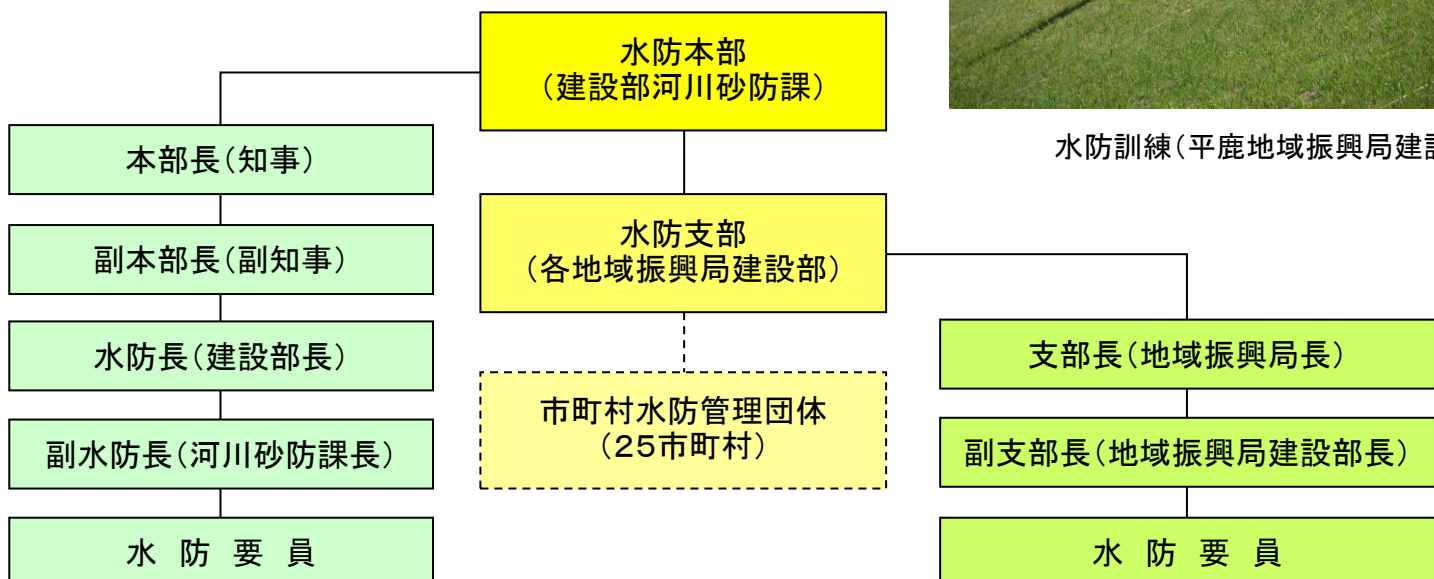 水防本部
（建設部河川砂防課）
本部長（知事）
副本部長（副知事）
水防長（建設部長）
副水防長（河川砂防課長）
水 防 要 員
水防支部
（各地域振興局建設部）
市町村水防管理団体
（25市町村）
水防訓練（平鹿地域振興局建
支部長（地域振興局長）
副支部長（地域振興局建設部長）
水 防 要 員